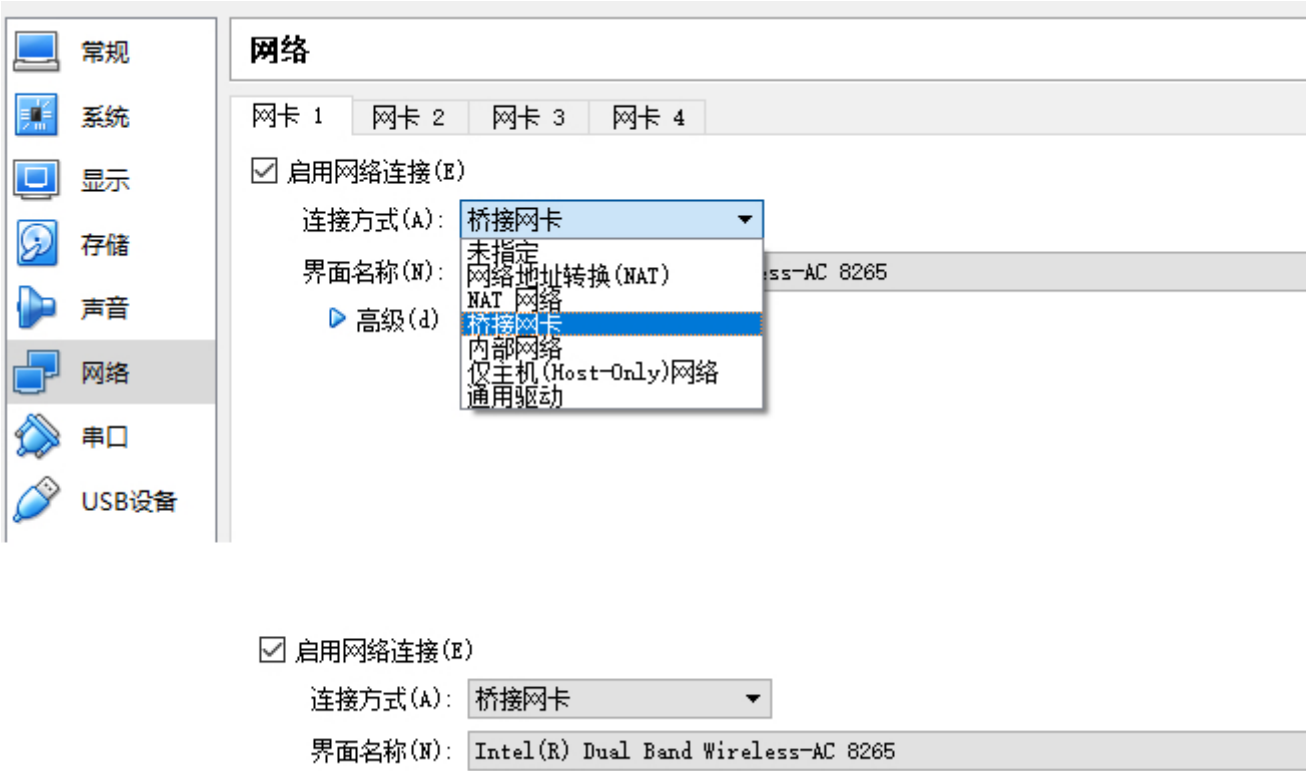 常规
系统
显示
存储
声音
网络
串口
USB设备
网络
网卡 1 网卡 2 网卡 3 网卡 4
启用网络连接(E)
连接方式(A): 桥接网卡
未指定
界面名称(N): ss-AC 8265
网络地址转换(NAT)
NAT 网络
高级(d)
桥接网卡
内部网络
仅主机(Host-Only)网络
通用驱动
启用网络连接(E)
连接方式(A): 桥接网卡
界面名称(N): Intel(R) Dual Band Wireless-AC 8265